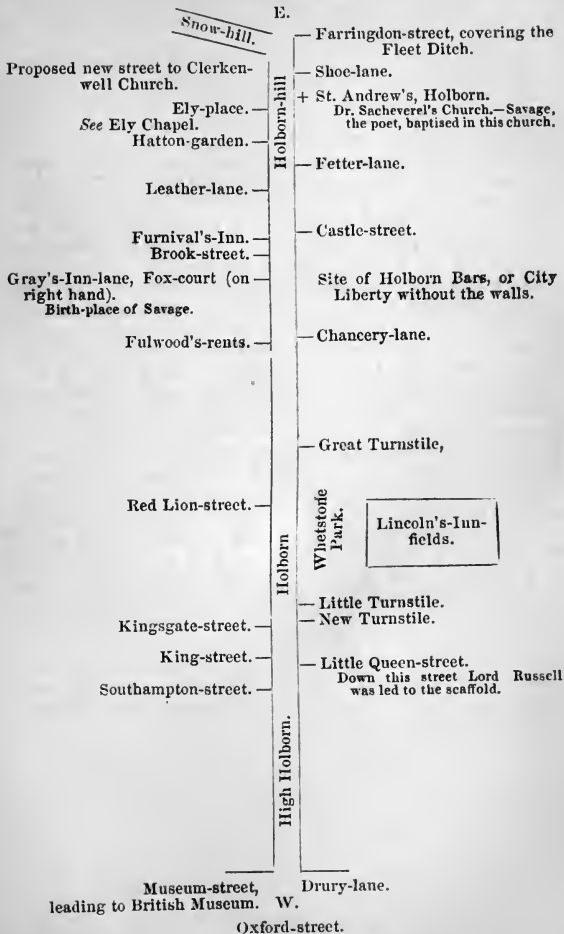 E.
Snow-hill.
Farringdon-street, covering the
Fleet Ditch.
Proposed new street to Clerken-
well Church.
Shoe-lane.
Ely-place.
See Ely Chapel.
+ St. Andrew's, Holborn.
Dr. Sacheverel's Church.—Savage,
the poet, baptised in this church.
Holborn-hill
Hatton-garden.
Fetter-lane.
Leather-lane.
Castle-street.
Furnival's-Inn.
Brook-street.
Gray's-Inn-lane, Fox-court (on
right hand).
Birth-place of Savage.
Site of Holborn Bars, or City
Liberty without the walls.
Chancery-lane.
Fulwood's-rents.
Great Turnstile,
Red Lion-street.
Holborn
Whetstone
Park.
Lincoln's-Inn-
fields.
Little Turnstile.
New Turnstile.
Kingsgate-street.
King-street.
Little Queen-street.
Down this street Lord Russell
was led to the scaffold.
Southampton-street.
High Holborn.
Museum-street,
leading to British Museum.
Drury-lane.
W.
Oxford-street.